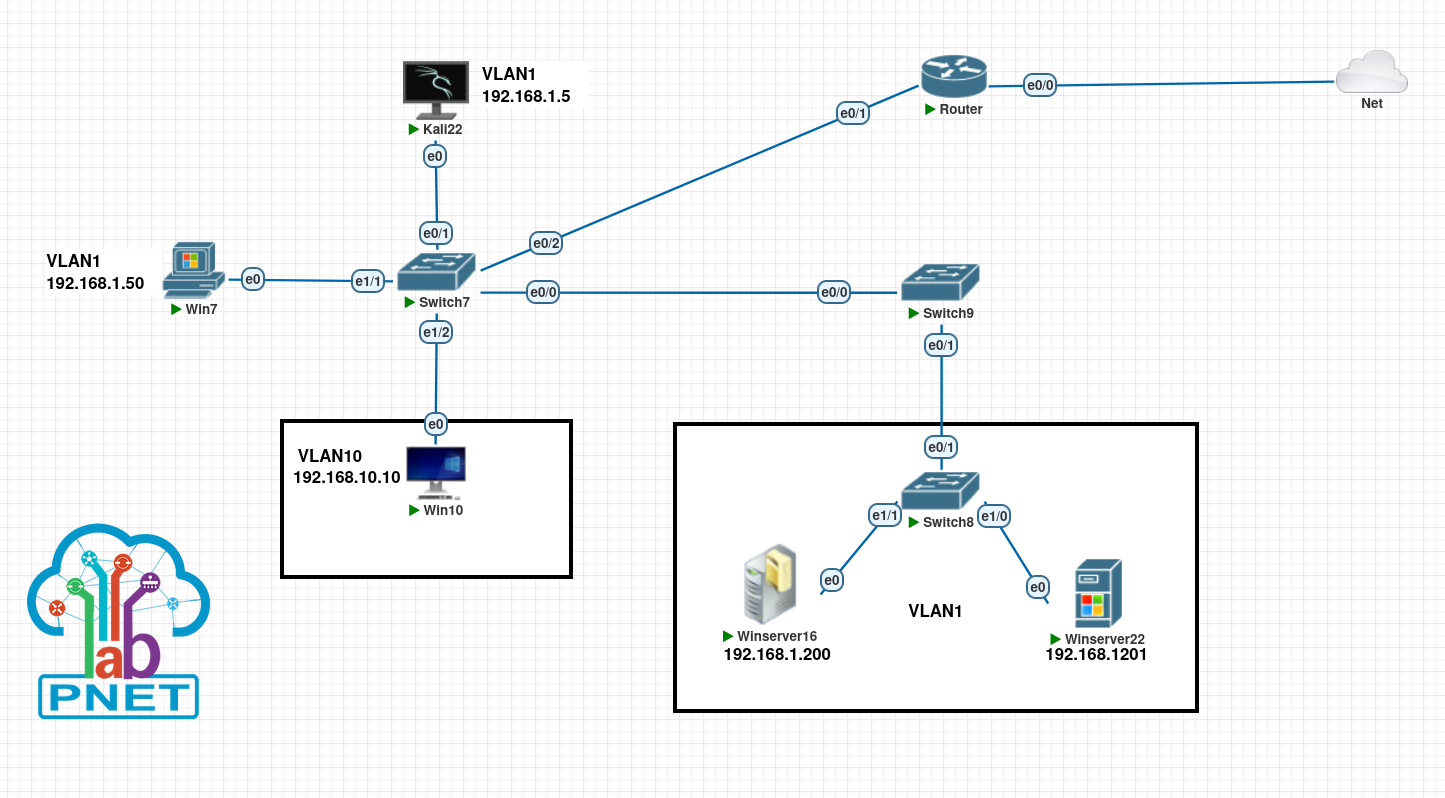 VLAN1
192.168.1.5
Kali22
e0
e0/1
e0/1
Router
e0/0
Net
VLAN1
192.168.1.50
Win7
e0
e1/1
Switch7
e0/2
e0/0
e0/0
Switch9
e1/2
e0/1
e0
VLAN10
192.168.10.10
Win10
e0/1
Switch8
e1/1
e1/0
e0
e0
VLAN1
Winserver16
192.168.1.200
Winserver22
192.168.1201
lab
PNET